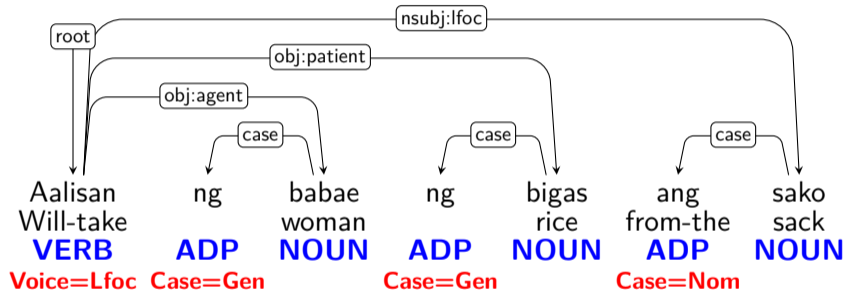 nsubj:lfoc
root
obj:patient
obj:agent
case case case
Aalisan ng babae ng bigas ang sako
Will-take woman rice from-the sack
VERB ADP NOUN ADP NOUN ADP NOUN
Voice=Lfoc Case=Gen Case=Gen Case=Nom